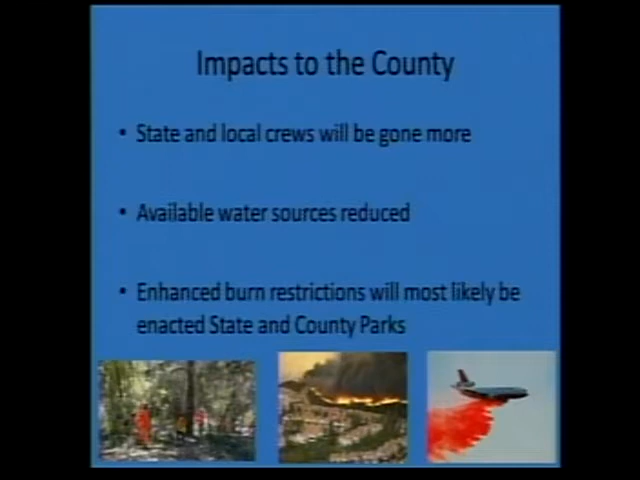 Impacts to the County
• State and local crews will be gone more
• Available water sources reduced
• Enhanced burn restrictions will most likely be
enacted State and County Parks